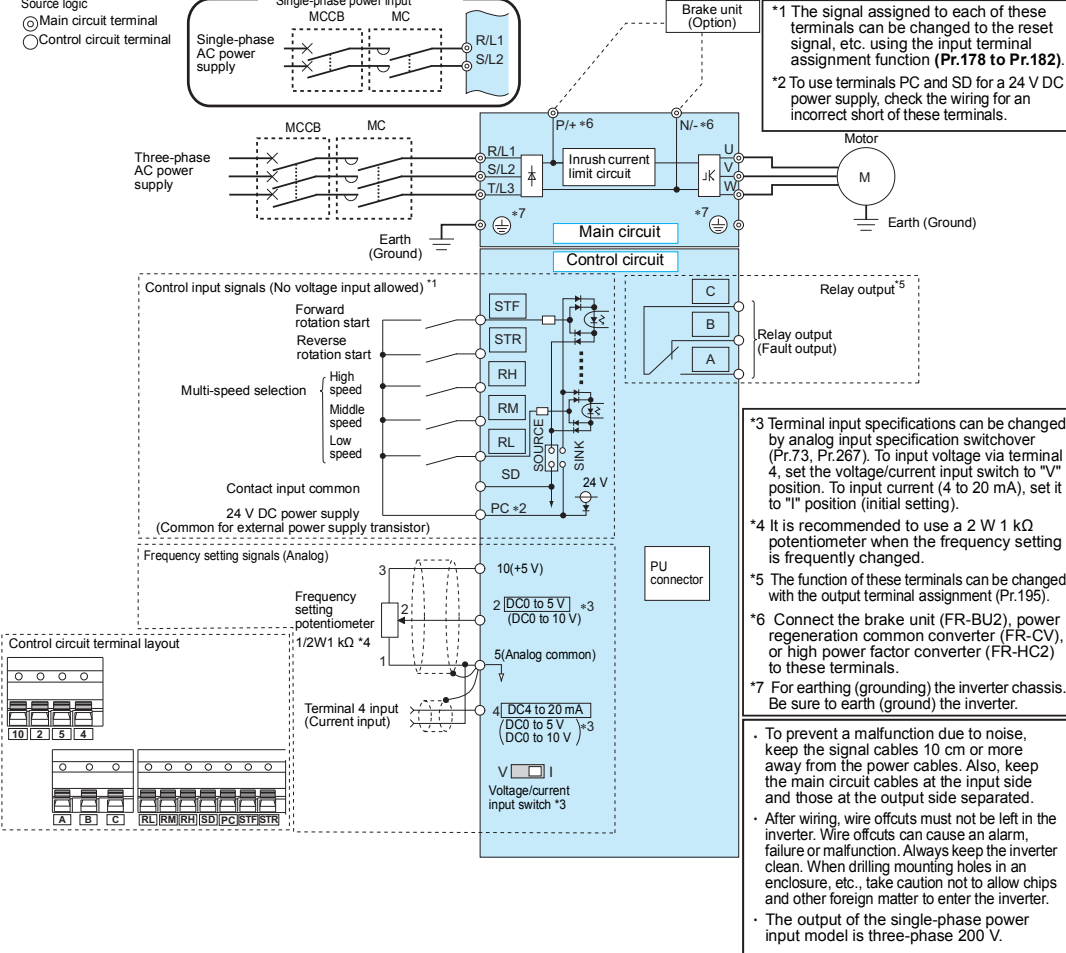 Source logic
Main circuit terminal
Control circuit terminal
Single-phase power input
MCCB MC
Single-phase
AC power
supply
R/L1
S/L2
Brake unit
(Option)
*1 The signal assigned to each of these
terminals can be changed to the reset
signal, etc. using the input terminal
assignment function (Pr.178 to Pr.182).
*2 To use terminals PC and SD for a 24 V DC
power supply, check the wiring for an
incorrect short of these terminals.
MCCB MC
Three-phase
AC power
supply
R/L1
S/L2
T/L3
P/+ *6
N/- *6
Inrush current
limit circuit
U
V
W
Motor
M
Earth (Ground)
*7
*7
Earth
(Ground)
Main circuit
Control circuit
Control input signals (No voltage input allowed) *1
Forward
rotation start
Reverse
rotation start
Multi-speed selection
High
speed
Middle
speed
Low
speed
Contact input common
24 V DC power supply
(Common for external power supply transistor)
STF
STR
RH
RM
RL
SD
PC *2
SOURCE
SINK
24 V
C
B
A
Relay output*5
Relay output
(Fault output)
*3 Terminal input specifications can be changed
by analog input specification switchover
(Pr.73, Pr.267). To input voltage via terminal
4, set the voltage/current input switch to "V"
position. To input current (4 to 20 mA), set it
to "I" position (initial setting).
*4 It is recommended to use a 2 W 1 kΩ
potentiometer when the frequency setting
is frequently changed.
*5 The function of these terminals can be changed
with the output terminal assignment (Pr.195).
*6 Connect the brake unit (FR-BU2), power
regeneration common converter (FR-CV),
or high power factor converter (FR-HC2)
to these terminals.
*7 For earthing (grounding) the inverter chassis.
Be sure to earth (ground) the inverter.
Frequency setting signals (Analog)
Frequency
setting
potentiometer
1/2W1 kΩ *4
3
2
1
10(+5 V)
2 DC0 to 5 V *3
(DC0 to 10 V)
5(Analog common)
Terminal 4 input
(Current input)
4 DC4 to 20 mA
(DC0 to 5 V
DC0 to 10 V) *3
V I
Voltage/current
input switch *3
PU
connector
Control circuit terminal layout
10 2 5 4
A B C RL RM RH SD PC STF STR
· To prevent a malfunction due to noise,
keep the signal cables 10 cm or more
away from the power cables. Also, keep
the main circuit cables at the input side
and those at the output side separated.
· After wiring, wire offcuts must not be left in the
inverter. Wire offcuts can cause an alarm,
failure or malfunction. Always keep the inverter
clean. When drilling mounting holes in an
enclosure, etc., take caution not to allow chips
and other foreign matter to enter the inverter.
· The output of the single-phase power
input model is three-phase 200 V.